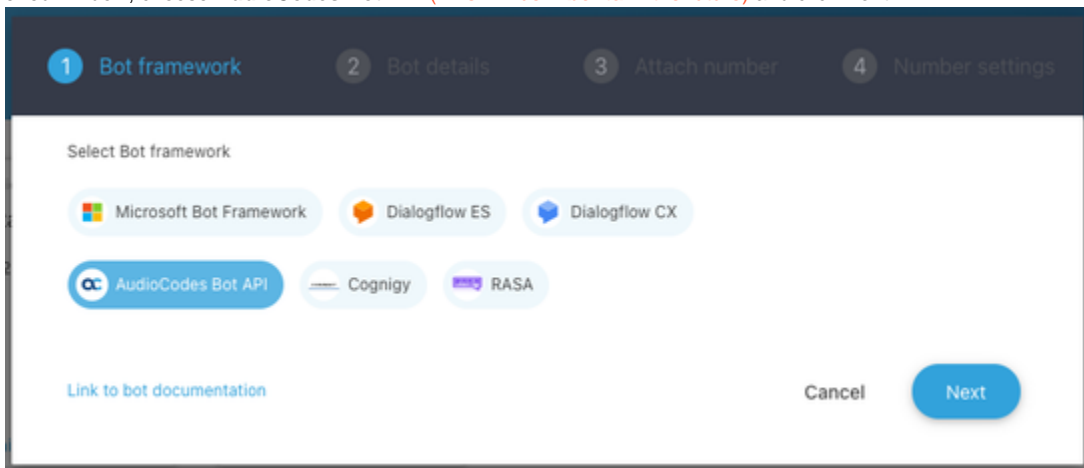 1 Bot framework 2 Bot details 3 Attach number 4 Number settings
Select Bot framework
Microsoft Bot Framework Dialogflow ES Dialogflow CX
AudioCodes Bot API Cognigy RASA
Link to bot documentation Cancel Next